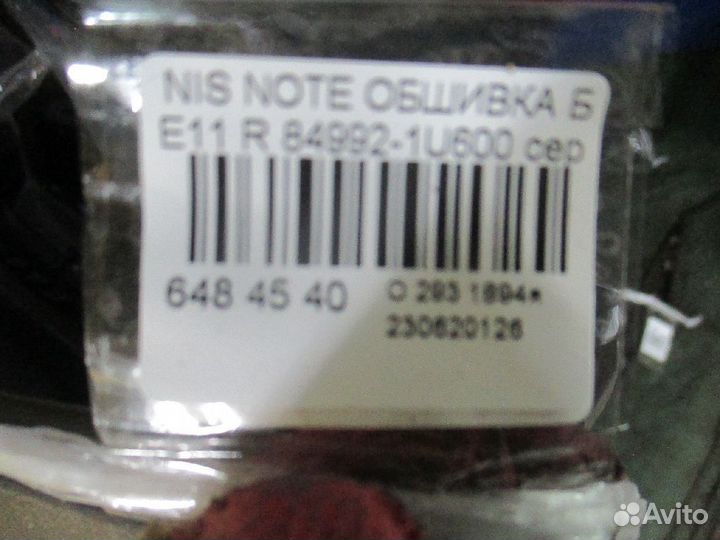 NIS NOTE ОБШИВКА Б
E11 R 84992-1U600 сер
648 45 40
О 293 1894*
230620126
Avito